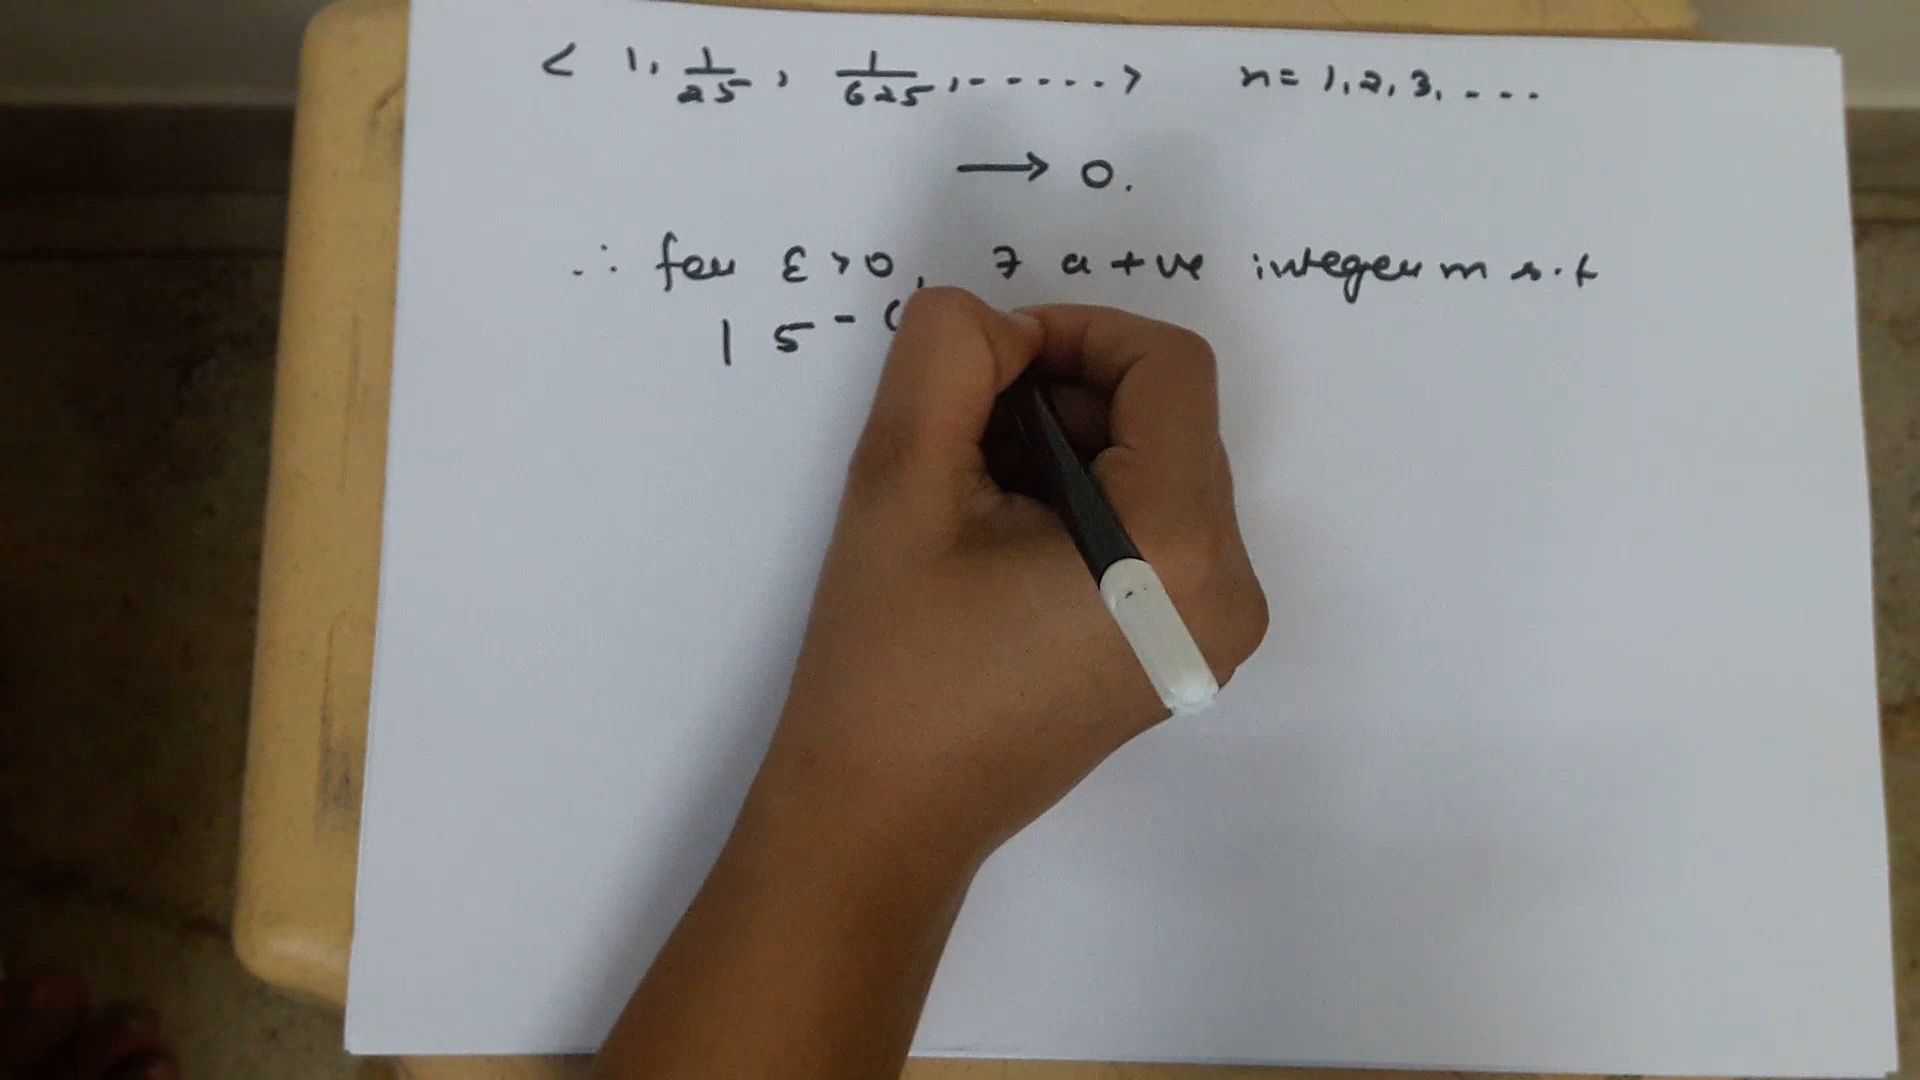 < 1, 1/25, 1/625, ------> n = 1, 2, 3, ---
→ 0.
∴ for ε > 0, ∃ a +ve integer m s.t
| 5 - (